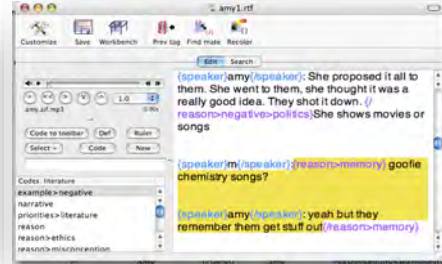 amy1.rtf
Customize Save Workbench Prev tag Find mate Recolor
Edit Search
1.0
amy.aif.mp3
Code to toolbar Def Ruler
Select Code New
Codes: literature
example>negative
narrative
priorities>literature
reason
reason>ethics
reason>misconception
{speaker}amy{/speaker}: She proposed it all to
them. She went to them, she thought it was a
really good idea. They shot it down. {/
reason>negative>politics}She shows movies or
songs
{speaker}m{/speaker}:{reason>memory} goofie
chemistry songs?
{speaker}amy{/speaker}: yeah but they
remember them get stuff out{/reason>memory}